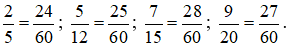 2/5 = 24/60 ; 5/12 = 25/60 ; 7/15 = 28/60 ; 9/20 = 27/60 .